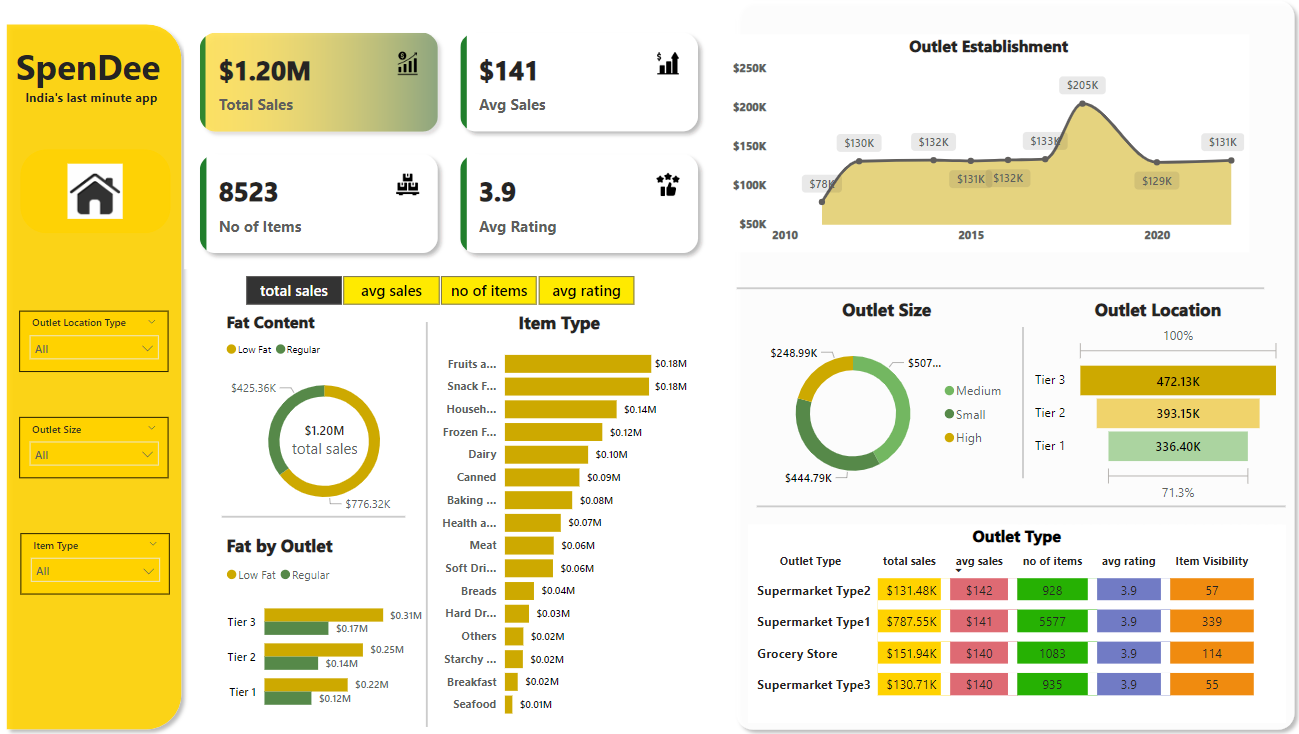 SpenDee
India's last minute app
Outlet Location Type
All
Outlet Size
All
Item Type
All
$1.20M
Total Sales
$141
Avg Sales
8523
No of Items
3.9
Avg Rating
total sales
avg sales
no of items
avg rating
Fat Content
Low Fat
Regular
$425.36K
$1.20M
total sales
$776.32K
Fat by Outlet
Low Fat
Regular
Tier 3
$0.31M
$0.17M
Tier 2
$0.25M
$0.14M
Tier 1
$0.22M
$0.12M
Item Type
Fruits a...
$0.18M
Snack F...
$0.18M
Househ...
$0.14M
Frozen F...
$0.12M
Dairy
$0.10M
Canned
$0.09M
Baking ...
$0.08M
Health a...
$0.07M
Meat
$0.06M
Soft Dri...
$0.06M
Breads
$0.04M
Hard Dr...
$0.03M
Others
$0.02M
Starchy ...
$0.02M
Breakfast
$0.02M
Seafood
$0.01M
Outlet Establishment
$250K
$200K
$150K
$100K
$50K
$78K
$130K
$132K
$131K
$132K
$133K
$205K
$129K
$131K
2010
2015
2020
Outlet Size
$248.99K
$507...
$444.79K
Medium
Small
High
Outlet Location
100%
Tier 3
472.13K
Tier 2
393.15K
Tier 1
336.40K
71.3%
Outlet Type
Outlet Type total sales avg sales no of items avg rating Item Visibility
Supermarket Type2 $131.48K $142 928 3.9 57
Supermarket Type1 $787.55K $141 5577 3.9 339
Grocery Store $151.94K $140 1083 3.9 114
Supermarket Type3 $130.71K $140 935 3.9 55